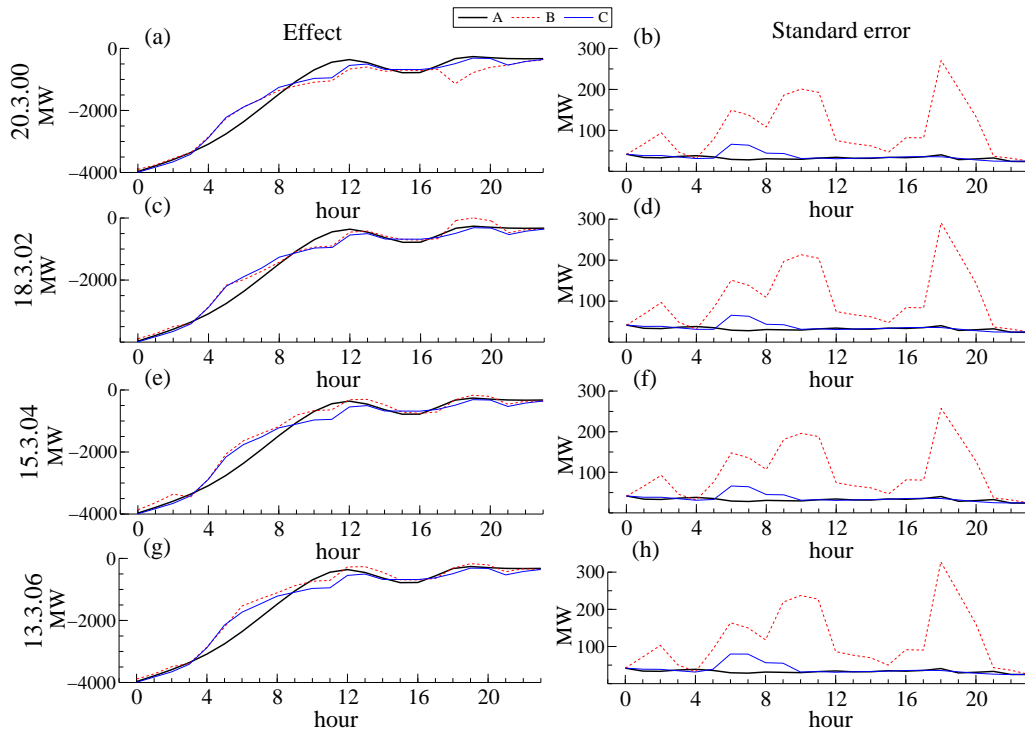 A B C
Effect
Standard error
(a)
0
−2000
−4000
20.3.00
MW
0 4 8 12 16 20
hour
(b)
300
200
100
MW
0 4 8 12 16 20
hour
(c)
0
−2000
18.3.02
MW
0 4 8 12 16 20
hour
(d)
300
200
100
MW
0 4 8 12 16 20
hour
(e)
0
−2000
−4000
15.3.04
MW
0 4 8 12 16 20
hour
(f)
300
200
100
MW
0 4 8 12 16 20
hour
(g)
0
−2000
−4000
13.3.06
MW
0 4 8 12 16 20
hour
(h)
300
200
100
MW
0 4 8 12 16 20
hour